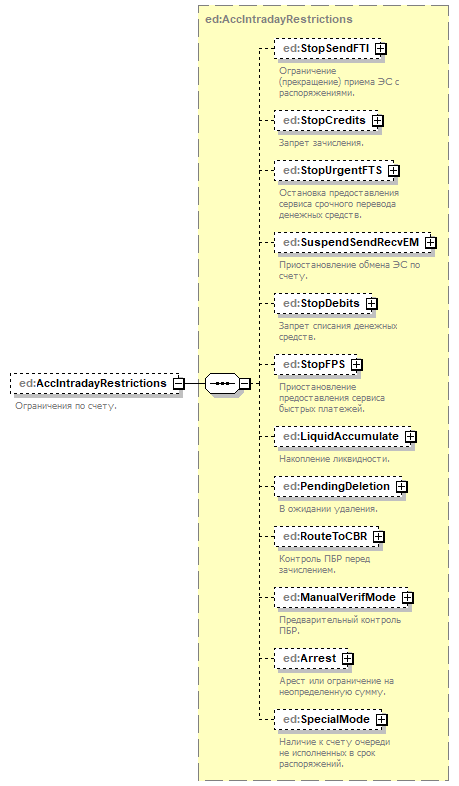 ed:AccIntradayRestrictions
ed:StopSendFTI
Ограничение
(прекращение) приема ЭС с
распоряжениями.
ed:StopCredits
Запрет зачисления.
ed:StopUrgentFTS
Остановка предоставления
сервиса срочного перевода
денежных средств.
ed:SuspendSendRecvEM
Приостановление обмена ЭС по
счету.
ed:StopDebits
Запрет списания денежных
средств.
ed:StopFPS
Приостановление
предоставления сервиса
быстрых платежей.
ed:AccIntradayRestrictions
Ограничения по счету.
ed:LiquidAccumulate
Накопление ликвидности.
ed:PendingDeletion
В ожидании удаления.
ed:RouteToCBR
Контроль ПБР перед
зачислением.
ed:ManualVerifMode
Предварительный контроль
ПБР.
ed:Arrest
Арест или ограничение на
неопределенную сумму.
ed:SpecialMode
Наличие к счету очереди
не исполненных в срок
распоряжений.